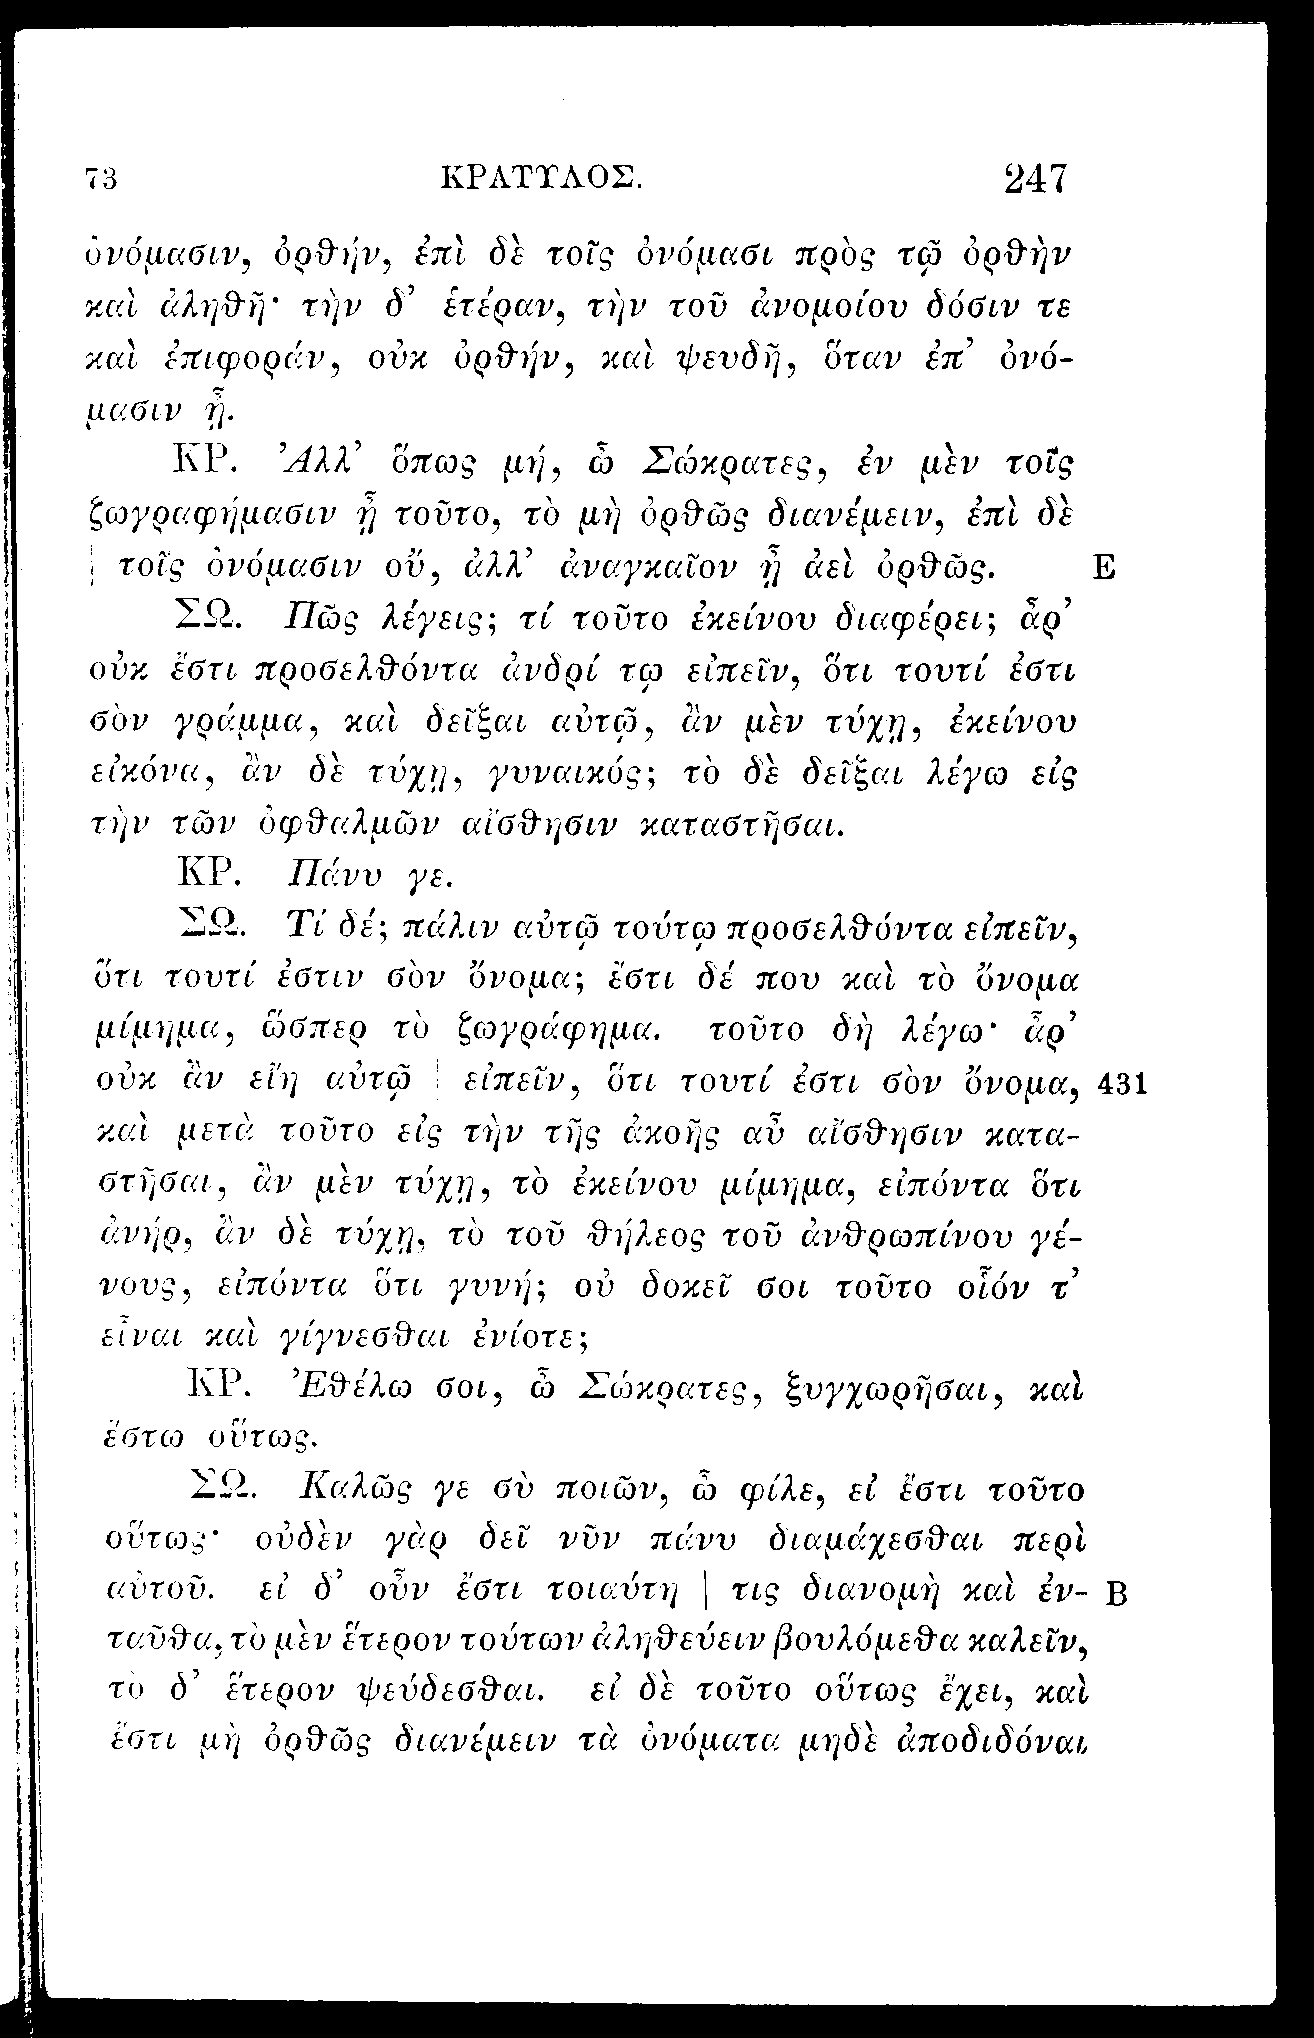 73 ΚΡΑΤΥΛΟΣ. 247
ὀνόμασιν, ὀρθήν, ἐπὶ δὲ τοῖς ὀνόμασι πρὸς τῷ ὀρθὴν
καὶ ἀληθῆ· τὴν δ’ ἑτέραν, τὴν τοῦ ἀνομοίου δόσιν τε
καὶ ἐπιφοράν, οὐκ ὀρθήν, καὶ ψευδῆ, ὅταν ἐπ’ ὀνό-
μασιν ᾖ.
ΚΡ. Ἀλλ’ ὅπως μή, ὦ Σώκρατες, ἐν μὲν τοῖς
ζωγραφήμασιν ᾖ τοῦτο, τὸ μὴ ὀρθῶς διανέμειν, ἐπὶ δὲ
| τοῖς ὀνόμασιν οὔ, ἀλλ’ ἀναγκαῖον ᾖ ἀεὶ ὀρθῶς. E
ΣΩ. Πῶς λέγεις; τί τοῦτο ἐκείνου διαφέρει; ἆρ’
οὐκ ἔστι προσελθόντα ἀνδρί τῳ εἰπεῖν, ὅτι τουτί ἐστι
σὸν γράμμα, καὶ δεῖξαι αὐτῷ, ἂν μὲν τύχῃ, ἐκείνου
εἰκόνα, ἂν δὲ τύχῃ, γυναικός; τὸ δὲ δεῖξαι λέγω εἰς
τὴν τῶν ὀφθαλμῶν αἴσθησιν καταστῆσαι.
ΚΡ. Πάνυ γε.
ΣΩ. Τί δέ; πάλιν αὐτῷ τούτῳ προσελθόντα εἰπεῖν,
ὅτι τουτί ἐστιν σὸν ὄνομα; ἔστι δέ που καὶ τὸ ὄνομα
μίμημα, ὥσπερ τὸ ζωγράφημα. τοῦτο δὴ λέγω· ἆρ’
οὐκ ἂν εἴη αὐτῷ | εἰπεῖν, ὅτι τουτί ἐστι σὸν ὄνομα, 431
καὶ μετὰ τοῦτο εἰς τὴν τῆς ἀκοῆς αὖ αἴσθησιν κατα-
στῆσαι, ἂν μὲν τύχῃ, τὸ ἐκείνου μίμημα, εἰπόντα ὅτι
ἀνήρ, ἂν δὲ τύχῃ, τὸ τοῦ θήλεος τοῦ ἀνθρωπίνου γέ-
νους, εἰπόντα ὅτι γυνή; οὐ δοκεῖ σοι τοῦτο οἷόν τ’
εἶναι καὶ γίγνεσθαι ἐνίοτε;
ΚΡ. Ἐθέλω σοι, ὦ Σώκρατες, ξυγχωρῆσαι, καὶ
ἔστω οὕτως.
ΣΩ. Καλῶς γε σὺ ποιῶν, ὦ φίλε, εἰ ἔστι τοῦτο
οὕτως· οὐδὲν γὰρ δεῖ νῦν πάνυ διαμάχεσθαι περὶ
αὐτοῦ. εἰ δ’ οὖν ἔστι τοιαύτη | τις διανομὴ καὶ ἐν- B
ταῦθα, τὸ μὲν ἕτερον τούτων ἀληθεύειν βουλόμεθα καλεῖν,
τὸ δ’ ἕτερον ψεύδεσθαι. εἰ δὲ τοῦτο οὕτως ἔχει, καὶ
ἔστι μὴ ὀρθῶς διανέμειν τὰ ὀνόματα μηδὲ ἀποδιδόναι